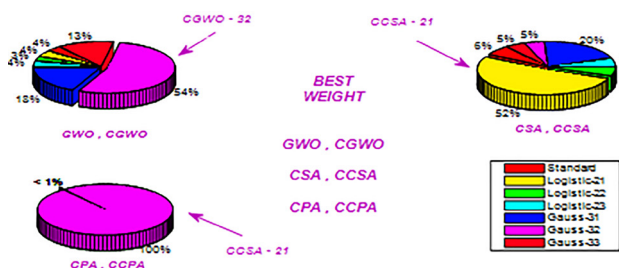 CGWO - 32
4%
13%
4%
3%
18%
54%
GWO , CGWO
BEST
WEIGHT
GWO , CGWO
CSA , CCSA
CPA , CCPA
CCSA - 21
6%
5%
5%
20%
52%
CSA , CCSA
< 1%
100%
CPA , CCPA
CCSA - 21
Standard
Logistic-21
Logistic-22
Logistic-23
Gauss-31
Gauss-32
Gauss-33